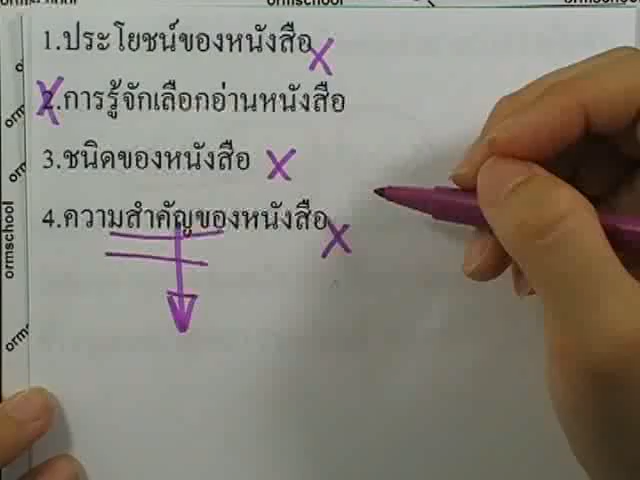 ormschool
ormschool
1.ประโยชน์ของหนังสือ
2.การรู้จักเลือกอ่านหนังสือ
3.ชนิดของหนังสือ
4.ความสำคัญของหนังสือ
ormschool